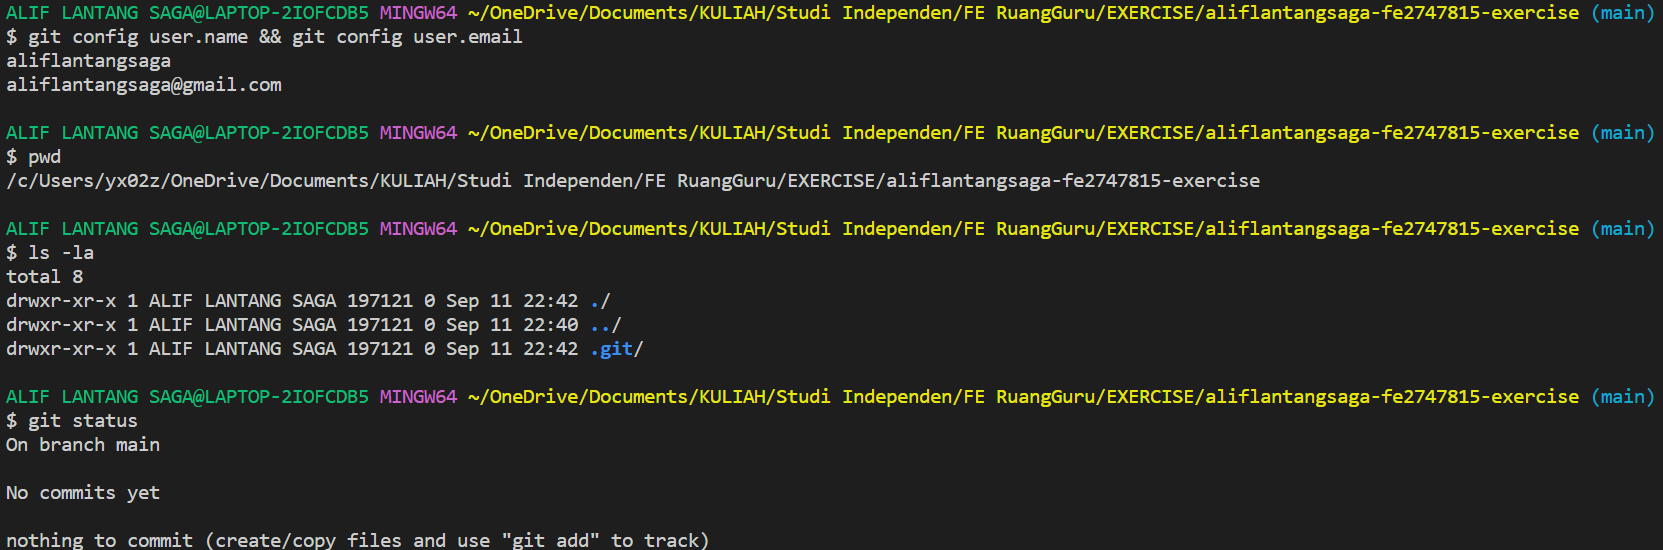 ALIF LANTANG SAGA@LAPTOP-2IOFCDB5 MINGW64 ~/OneDrive/Documents/KULIAH/Studi Independen/FE RuangGuru/EXERCISE/aliflantangsaga-fe2747815-exercise (main)
$ git config user.name && git config user.email
aliflantangsaga
aliflantangsaga@gmail.com
ALIF LANTANG SAGA@LAPTOP-2IOFCDB5 MINGW64 ~/OneDrive/Documents/KULIAH/Studi Independen/FE RuangGuru/EXERCISE/aliflantangsaga-fe2747815-exercise (main)
$ pwd
/c/Users/yx02z/OneDrive/Documents/KULIAH/Studi Independen/FE RuangGuru/EXERCISE/aliflantangsaga-fe2747815-exercise
ALIF LANTANG SAGA@LAPTOP-2IOFCDB5 MINGW64 ~/OneDrive/Documents/KULIAH/Studi Independen/FE RuangGuru/EXERCISE/aliflantangsaga-fe2747815-exercise (main)
$ ls -la
total 8
drwxr-xr-x 1 ALIF LANTANG SAGA 197121 0 Sep 11 22:42 ./
drwxr-xr-x 1 ALIF LANTANG SAGA 197121 0 Sep 11 22:40 ../
drwxr-xr-x 1 ALIF LANTANG SAGA 197121 0 Sep 11 22:42 .git/
ALIF LANTANG SAGA@LAPTOP-2IOFCDB5 MINGW64 ~/OneDrive/Documents/KULIAH/Studi Independen/FE RuangGuru/EXERCISE/aliflantangsaga-fe2747815-exercise (main)
$ git status
On branch main
No commits yet
nothing to commit (create/copy files and use "git add" to track)